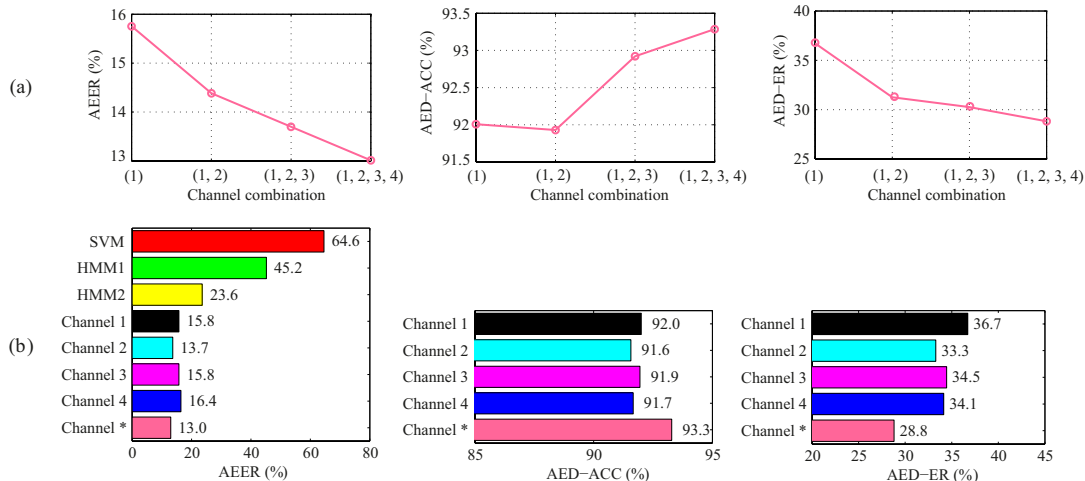 (a)
16
15
14
13
AEER (%)
(1)
(1, 2)
(1, 2, 3)
(1, 2, 3, 4)
Channel combination
93.5
93
92.5
92
91.5
AED−ACC (%)
(1)
(1, 2)
(1, 2, 3)
(1, 2, 3, 4)
Channel combination
40
35
30
25
AED−ER (%)
(1)
(1, 2)
(1, 2, 3)
(1, 2, 3, 4)
Channel combination
(b)
SVM 64.6
HMM1 45.2
HMM2 23.6
Channel 1 15.8
Channel 2 13.7
Channel 3 15.8
Channel 4 16.4
Channel * 13.0
0 20 40 60 80
AEER (%)
Channel 1 92.0
Channel 2 91.6
Channel 3 91.9
Channel 4 91.7
Channel * 93.3
85 90 95
AED−ACC (%)
Channel 1 36.7
Channel 2 33.3
Channel 3 34.5
Channel 4 34.1
Channel * 28.8
20 25 30 35 40 45
AED−ER (%)